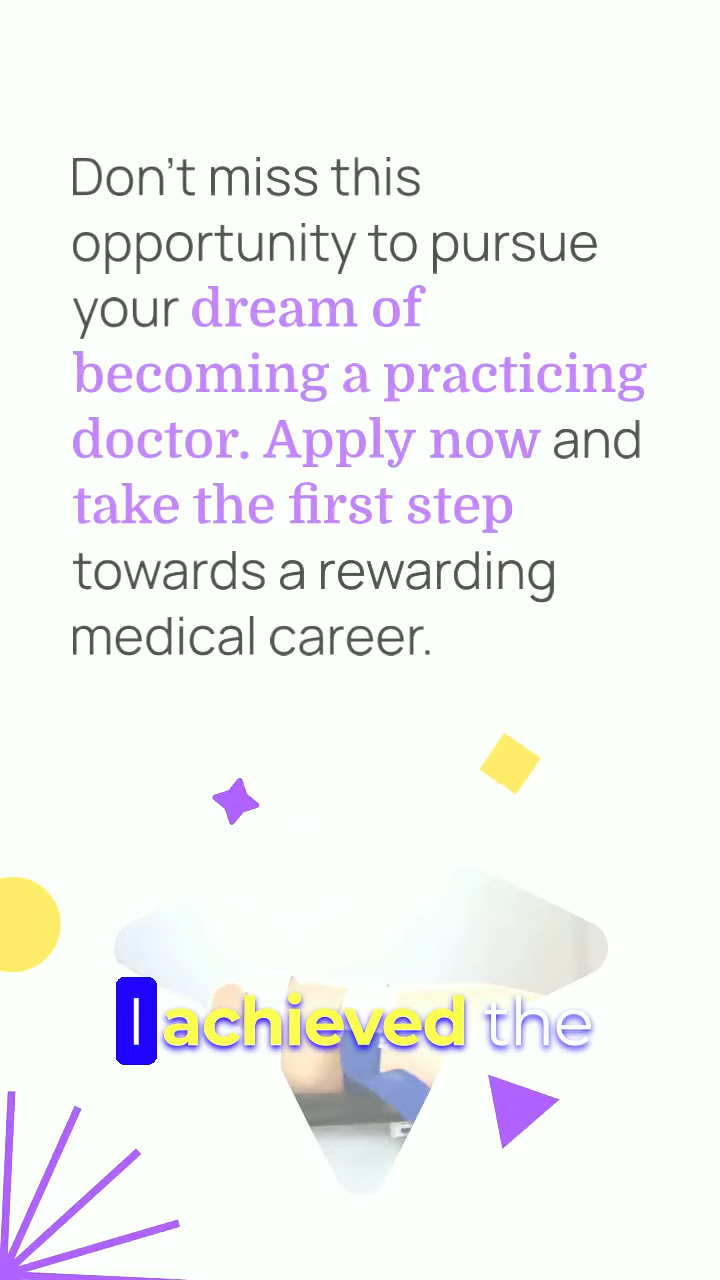 Don’t miss this
opportunity to pursue
your dream of
becoming a practicing
doctor. Apply now and
take the first step
towards a rewarding
medical career.
I achieved the